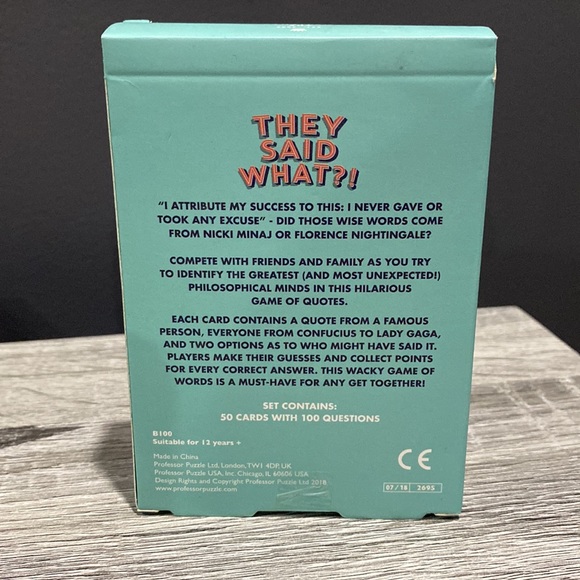 THEY
SAID
WHAT?!
“I ATTRIBUTE MY SUCCESS TO THIS: I NEVER GAVE OR
TOOK ANY EXCUSE” - DID THOSE WISE WORDS COME
FROM NICKI MINAJ OR FLORENCE NIGHTINGALE?
COMPETE WITH FRIENDS AND FAMILY AS YOU TRY
TO IDENTIFY THE GREATEST (AND MOST UNEXPECTED!)
PHILOSOPHICAL MINDS IN THIS HILARIOUS
GAME OF QUOTES.
EACH CARD CONTAINS A QUOTE FROM A FAMOUS
PERSON, EVERYONE FROM CONFUCIUS TO LADY GAGA,
AND TWO OPTIONS AS TO WHO MIGHT HAVE SAID IT.
PLAYERS MAKE THEIR GUESSES AND COLLECT POINTS
FOR EVERY CORRECT ANSWER. THIS WACKY GAME OF
WORDS IS A MUST-HAVE FOR ANY GET TOGETHER!
SET CONTAINS:
50 CARDS WITH 100 QUESTIONS
B100
Suitable for 12 years +
Made in China
Professor Puzzle Ltd, London, TW1 4DP, UK
Professor Puzzle USA, Inc. Chicago, IL 60606 USA
Design Rights and Copyright Professor Puzzle Ltd 2018
www.professorpuzzle.com
CE
07/18 2695